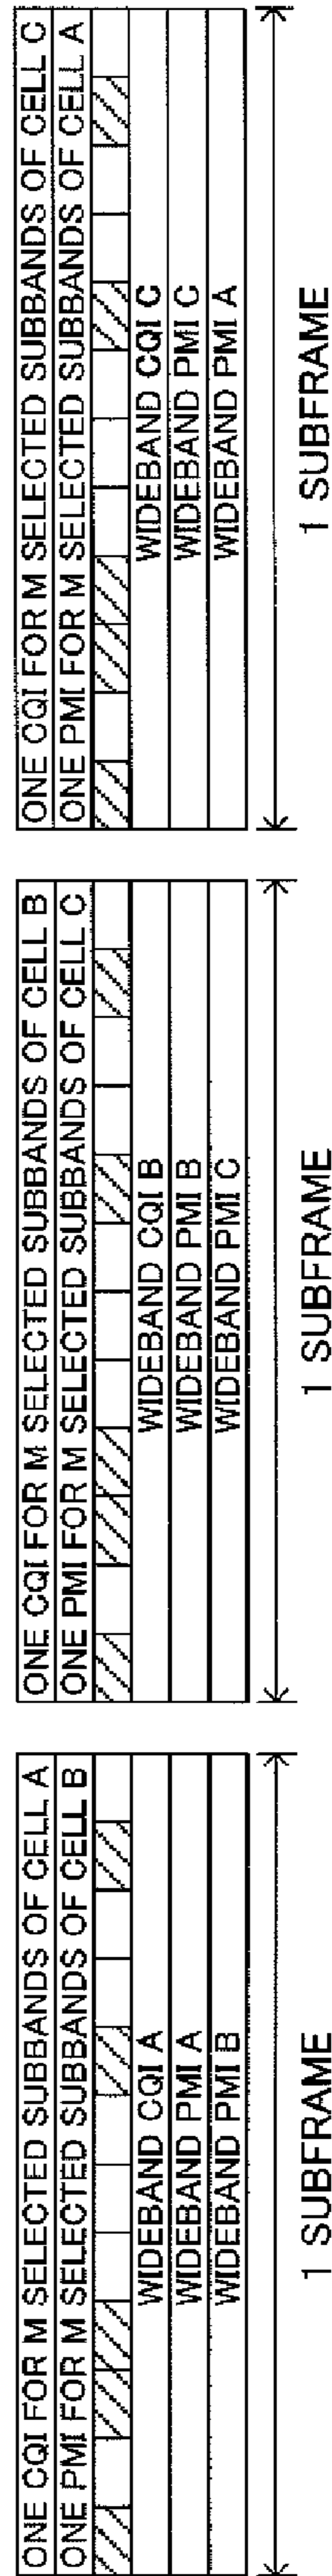 ONE CQI FOR M SELECTED SUBBANDS OF CELL A
ONE PMI FOR M SELECTED SUBBANDS OF CELL B
WIDEBAND CQI A
WIDEBAND PMI A
WIDEBAND PMI B
1 SUBFRAME
ONE CQI FOR M SELECTED SUBBANDS OF CELL B
ONE PMI FOR M SELECTED SUBBANDS OF CELL C
WIDEBAND CQI B
WIDEBAND PMI B
WIDEBAND PMI C
1 SUBFRAME
ONE CQI FOR M SELECTED SUBBANDS OF CELL C
ONE PMI FOR M SELECTED SUBBANDS OF CELL A
WIDEBAND CQI C
WIDEBAND PMI C
WIDEBAND PMI A
1 SUBFRAME